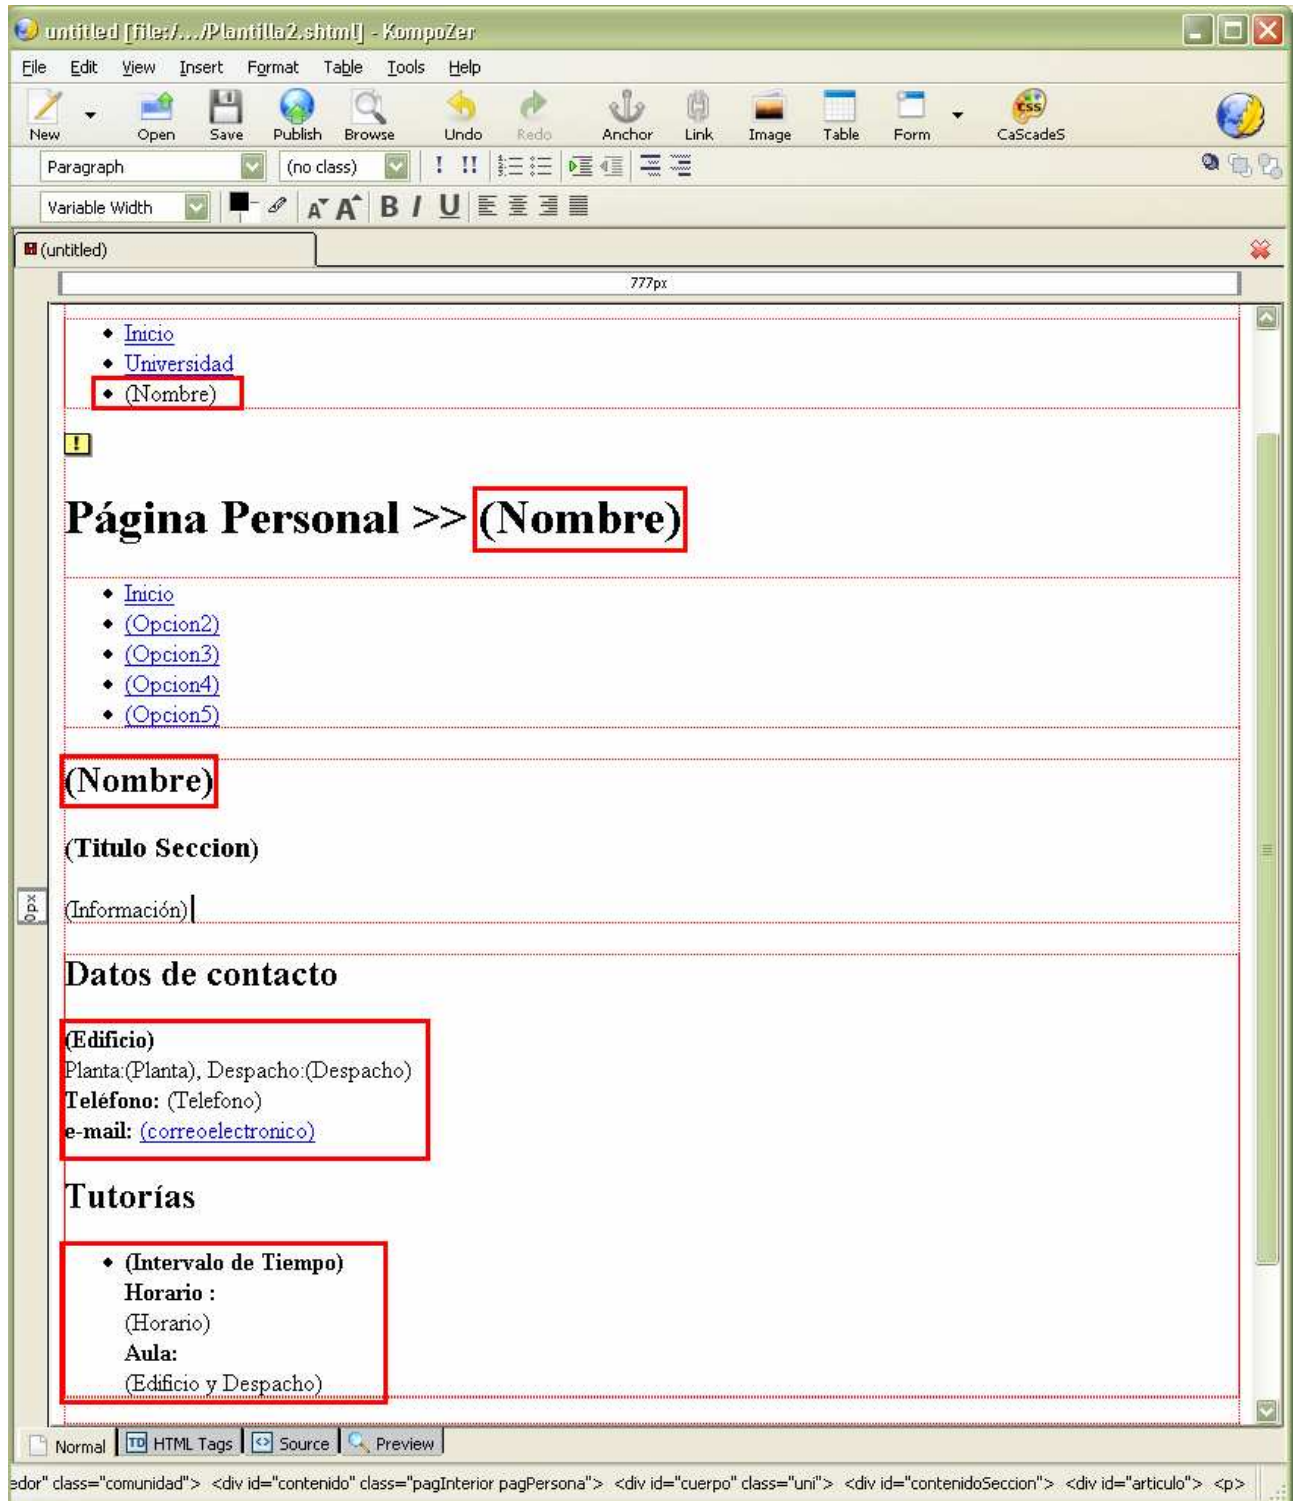 untitled [file:/.../Plantilla2.shtml] - KompoZer
File Edit View Insert Format Table Tools Help
New Open Save Publish Browse Undo Redo Anchor Link Image Table Form CaScadeS
Paragraph (no class) ! !!
Variable Width A A B I U
(untitled)
777px
Inicio
Universidad
(Nombre)
!
Página Personal >> (Nombre)
Inicio
(Opcion2)
(Opcion3)
(Opcion4)
(Opcion5)
(Nombre)
(Titulo Seccion)
0px
(Información)
Datos de contacto
(Edificio)
Planta:(Planta), Despacho:(Despacho)
Teléfono: (Telefono)
e-mail: (correoelectronico)
Tutorías
(Intervalo de Tiempo)
Horario :
(Horario)
Aula:
(Edificio y Despacho)
Normal TD HTML Tags Source Preview
edor" class="comunidad"> <div id="contenido" class="pagInterior pagPersona"> <div id="cuerpo" class="uni"> <div id="contenidoSeccion"> <div id="articulo"> <p>